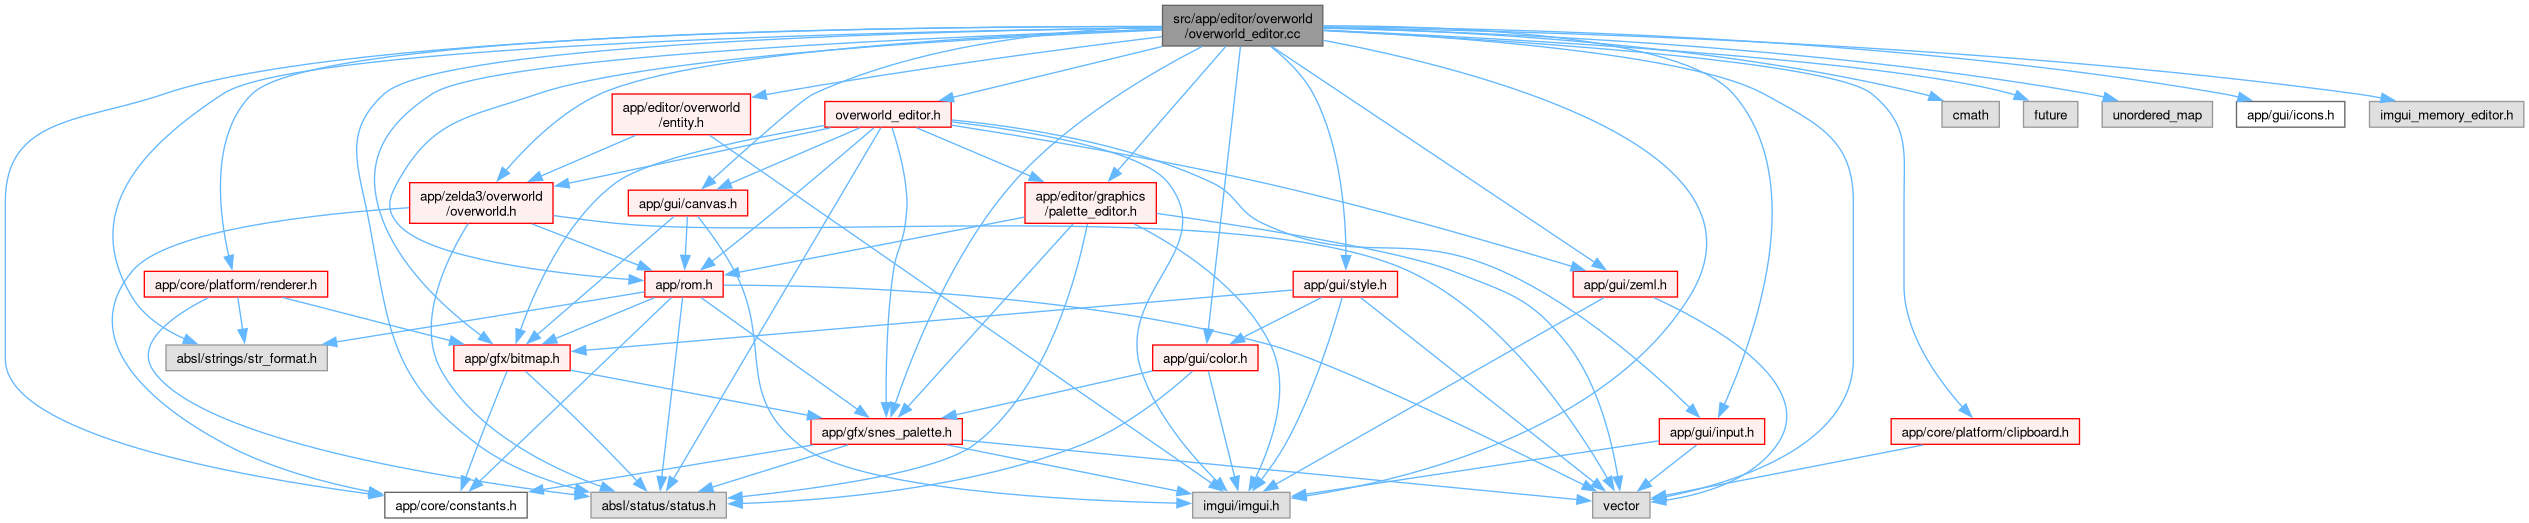 src/app/editor/overworld
/overworld_editor.cc
app/editor/overworld
/entity.h
overworld_editor.h
cmath
future
unordered_map
app/gui/icons.h
imgui_memory_editor.h
app/zelda3/overworld
/overworld.h
app/gui/canvas.h
app/editor/graphics
/palette_editor.h
app/core/platform/renderer.h
app/rom.h
app/gui/style.h
app/gui/zeml.h
absl/strings/str_format.h
app/gfx/bitmap.h
app/gui/color.h
app/gfx/snes_palette.h
app/gui/input.h
app/core/platform/clipboard.h
app/core/constants.h
absl/status/status.h
imgui/imgui.h
vector